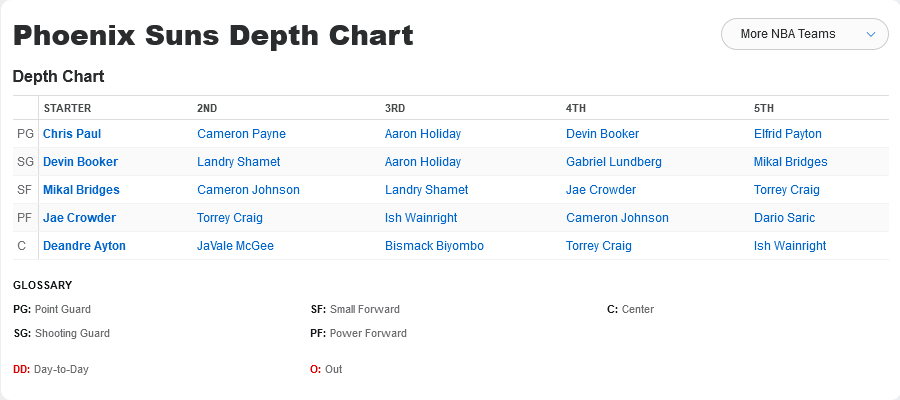 Phoenix Suns Depth Chart
More NBA Teams
Depth Chart
STARTER 2ND 3RD 4TH 5TH
PG Chris Paul Cameron Payne Aaron Holiday Devin Booker Elfrid Payton
SG Devin Booker Landry Shamet Aaron Holiday Gabriel Lundberg Mikal Bridges
SF Mikal Bridges Cameron Johnson Landry Shamet Jae Crowder Torrey Craig
PF Jae Crowder Torrey Craig Ish Wainright Cameron Johnson Dario Saric
C Deandre Ayton JaVale McGee Bismack Biyombo Torrey Craig Ish Wainright
GLOSSARY
PG: Point Guard SF: Small Forward C: Center
SG: Shooting Guard PF: Power Forward
DD: Day-to-Day O: Out